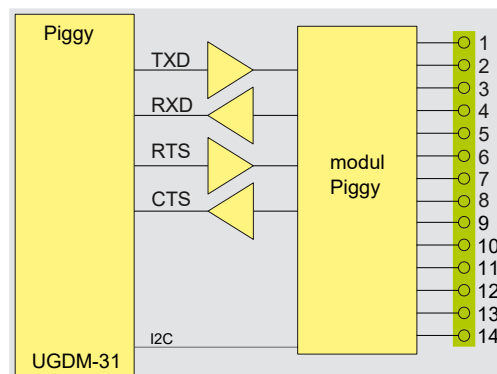 Piggy
TXD
RXD
RTS
CTS
I2C
UGDM-31
modul
Piggy
1
2
3
4
5
6
7
8
9
10
11
12
13
14